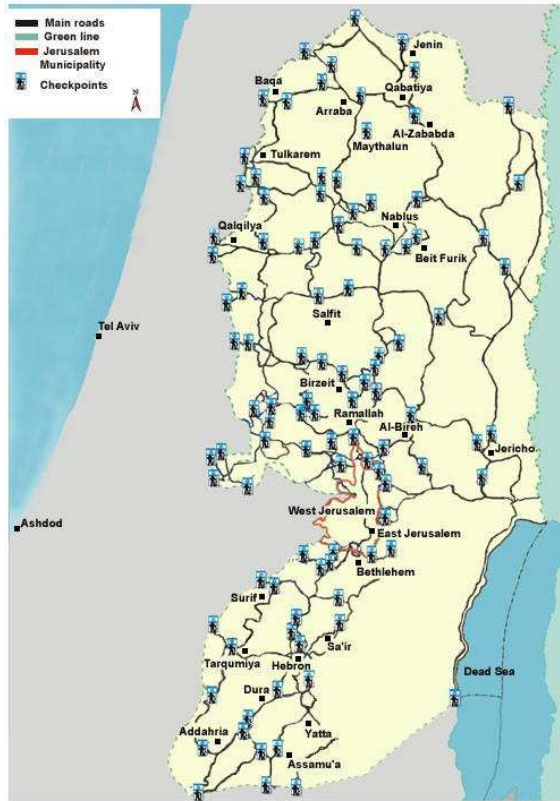 Main roads
Green line
Jerusalem
Municipality
Checkpoints
N
Jenin
Baqa
Qabatiya
Arraba
Al-Zababda
Maythalun
Tulkarem
Nablus
Qalqilya
Beit Furik
Salfit
Tel Aviv
Birzeit
Ramallah
Al-Bireh
Jericho
West Jerusalem
Ashdod
East Jerusalem
Bethlehem
Surif
Sa'ir
Tarqumiya
Hebron
Dead Sea
Dura
Yatta
Addahria
Assamu'a